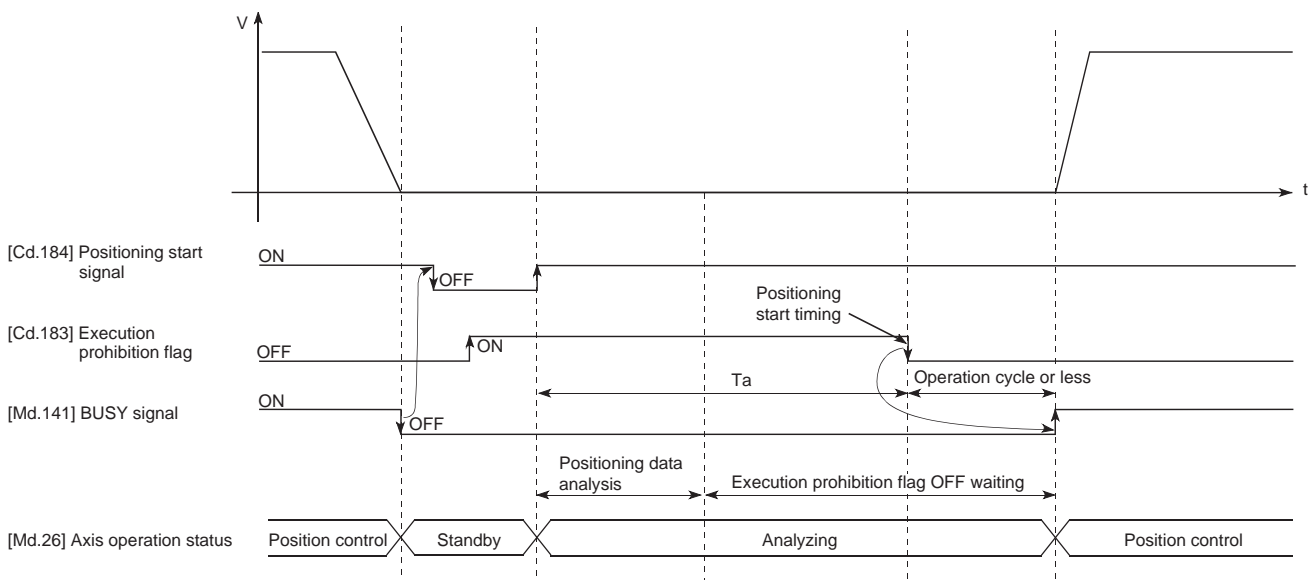 V
t
[Cd.184] Positioning start
signal
ON
OFF
Positioning
start timing
[Cd.183] Execution
prohibition flag
OFF
ON
Ta
Operation cycle or less
[Md.141] BUSY signal
ON
OFF
Positioning data
analysis
Execution prohibition flag OFF waiting
[Md.26] Axis operation status
Position control
Standby
Analyzing
Position control